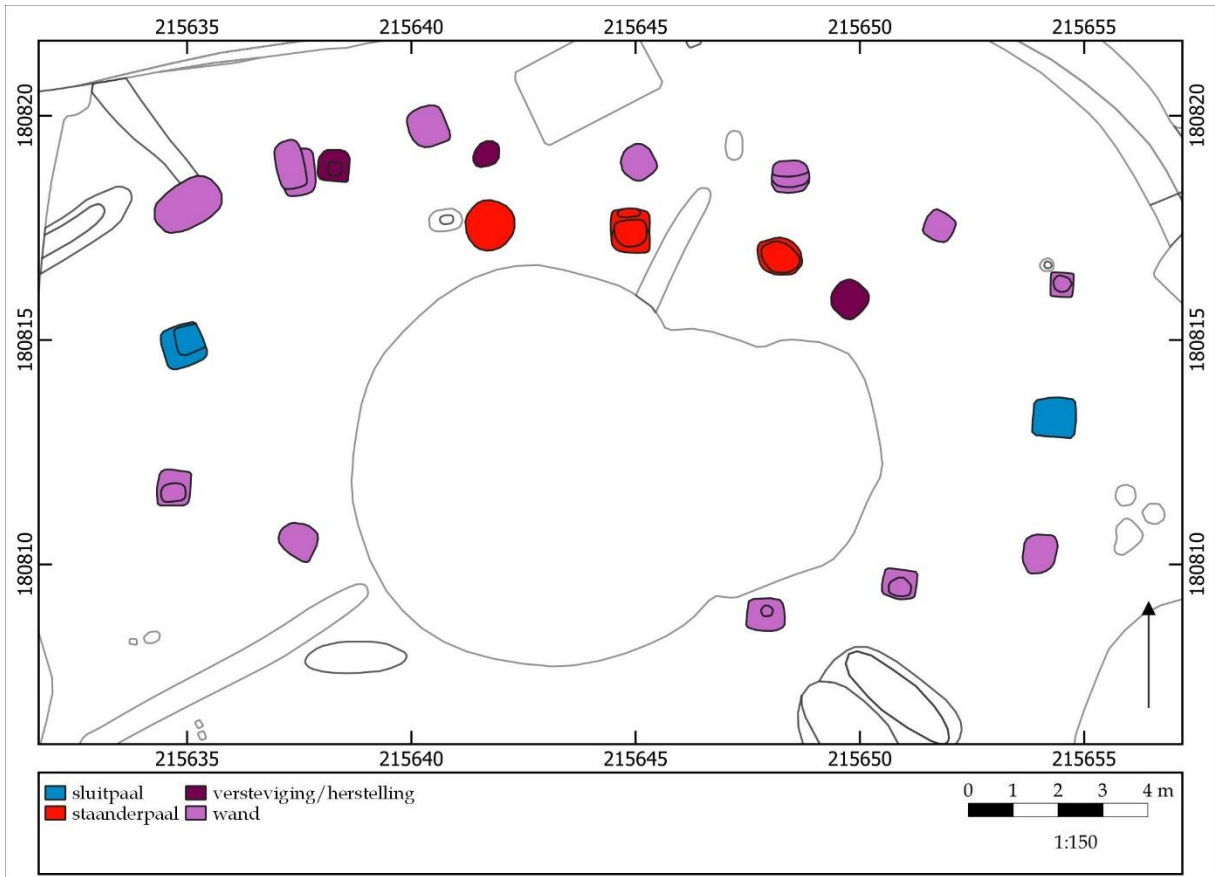 215635 215640 215645 215650 215655
180820 180820
180815 180815
180810 180810
215635 215640 215645 215650 215655
sluitpaal versteviging/herstelling
staanderpaal wand
0 1 2 3 4 m
1:150